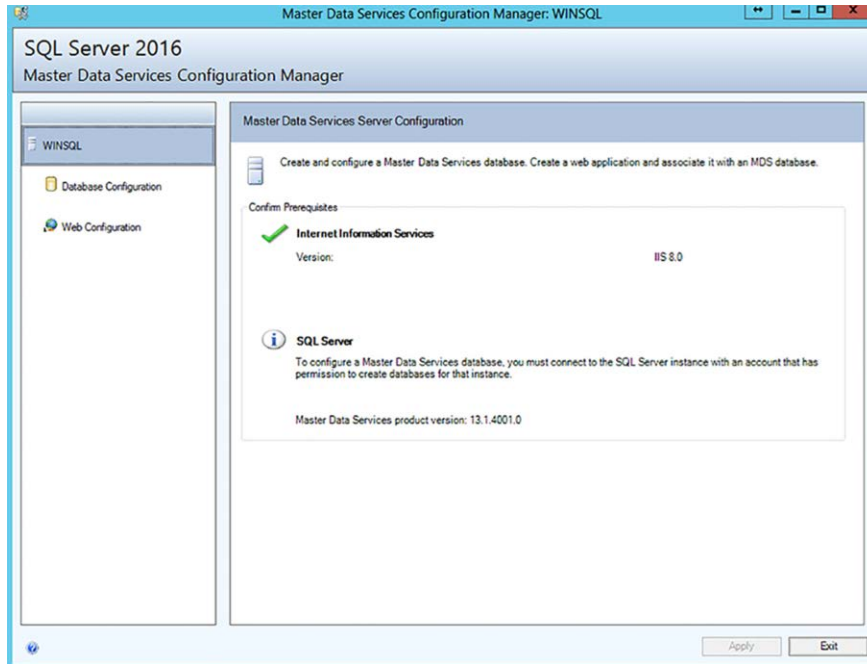 Master Data Services Configuration Manager: WINSQL
SQL Server 2016
Master Data Services Configuration Manager
WINSQL
Database Configuration
Web Configuration
Master Data Services Server Configuration
Create and configure a Master Data Services database. Create a web application and associate it with an MDS database.
Confirm Prerequisites
Internet Information Services
Version: IIS 8.0
SQL Server
To configure a Master Data Services database, you must connect to the SQL Server instance with an account that has
permission to create databases for that instance.
Master Data Services product version: 13.1.4001.0
Apply Exit